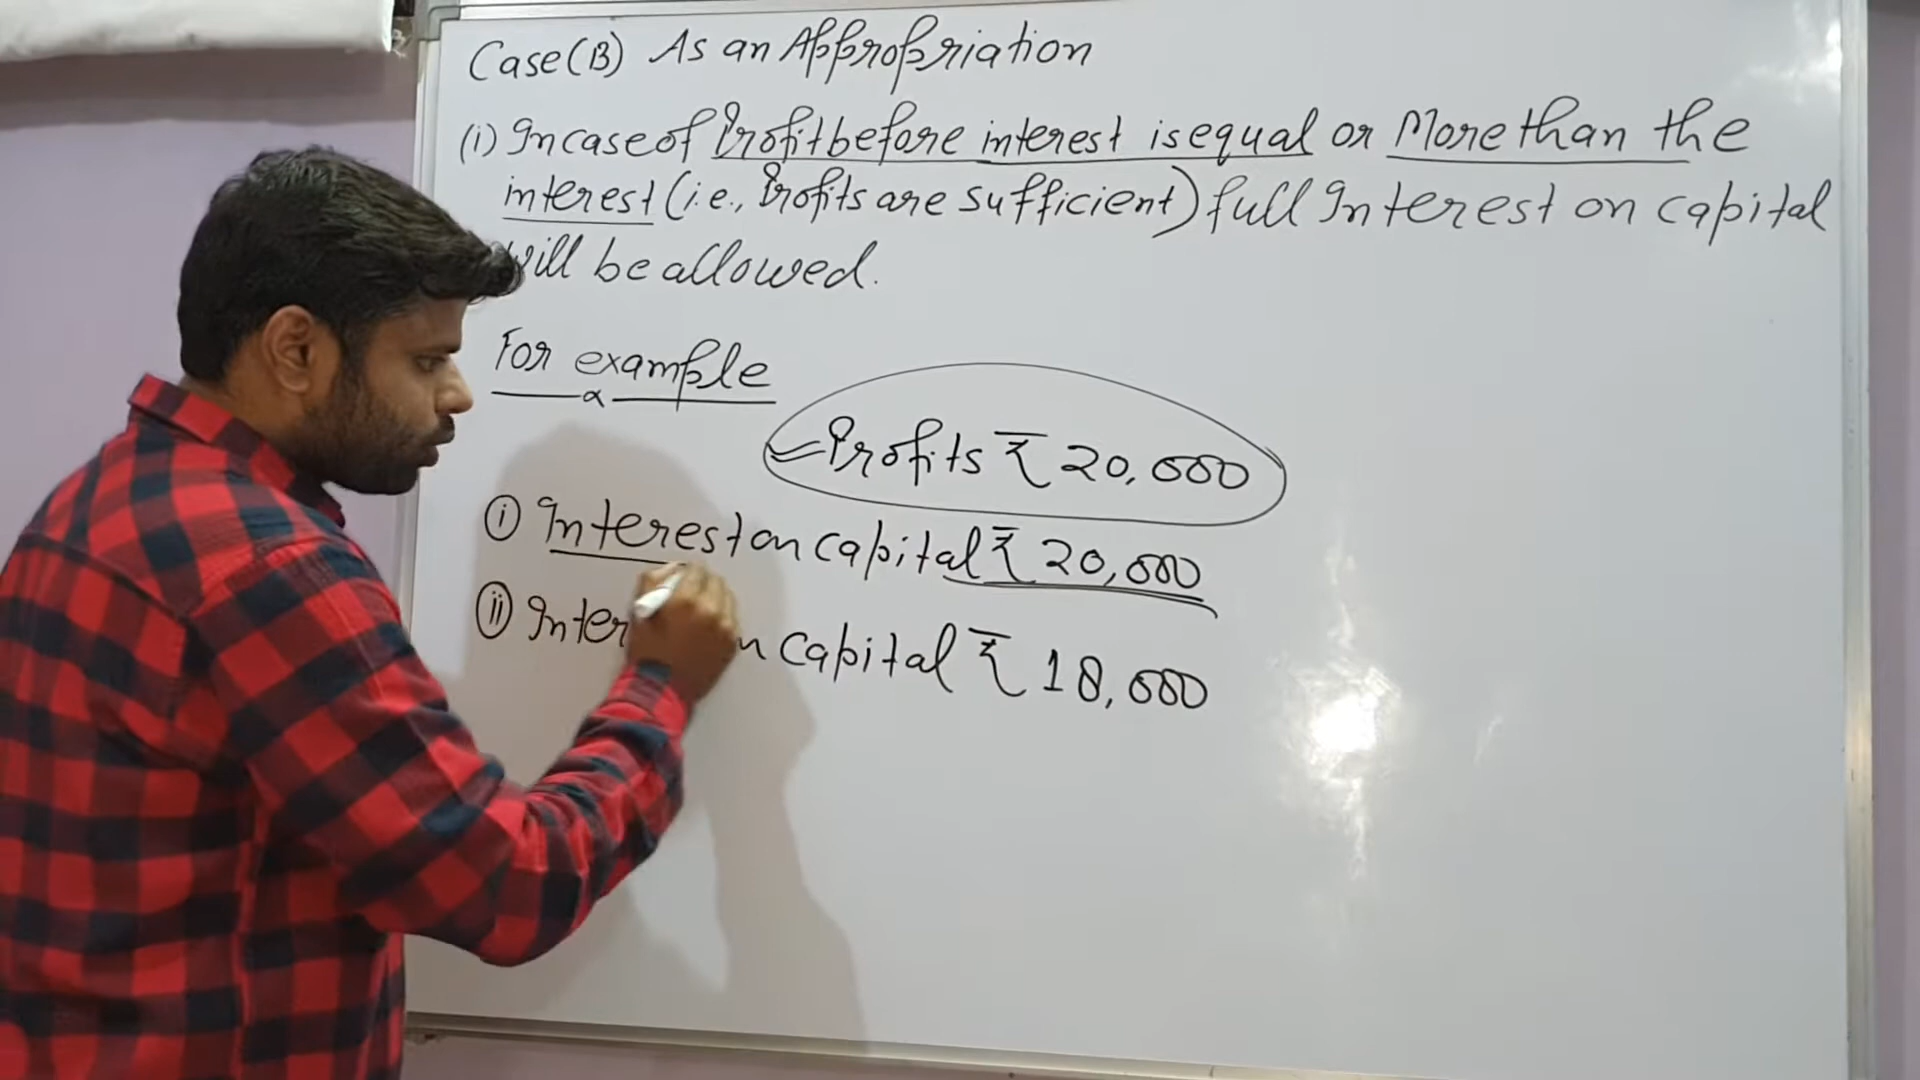 Case (B) As an Appropriation
(i) In case of Profit before interest is equal or More than the
interest (i.e., Profits are sufficient) full Interest on capital
will be allowed.
For example
Profits ₹ 20,000
(i) Interest on capital ₹ 20,000
(ii) Inter n capital ₹ 18,000